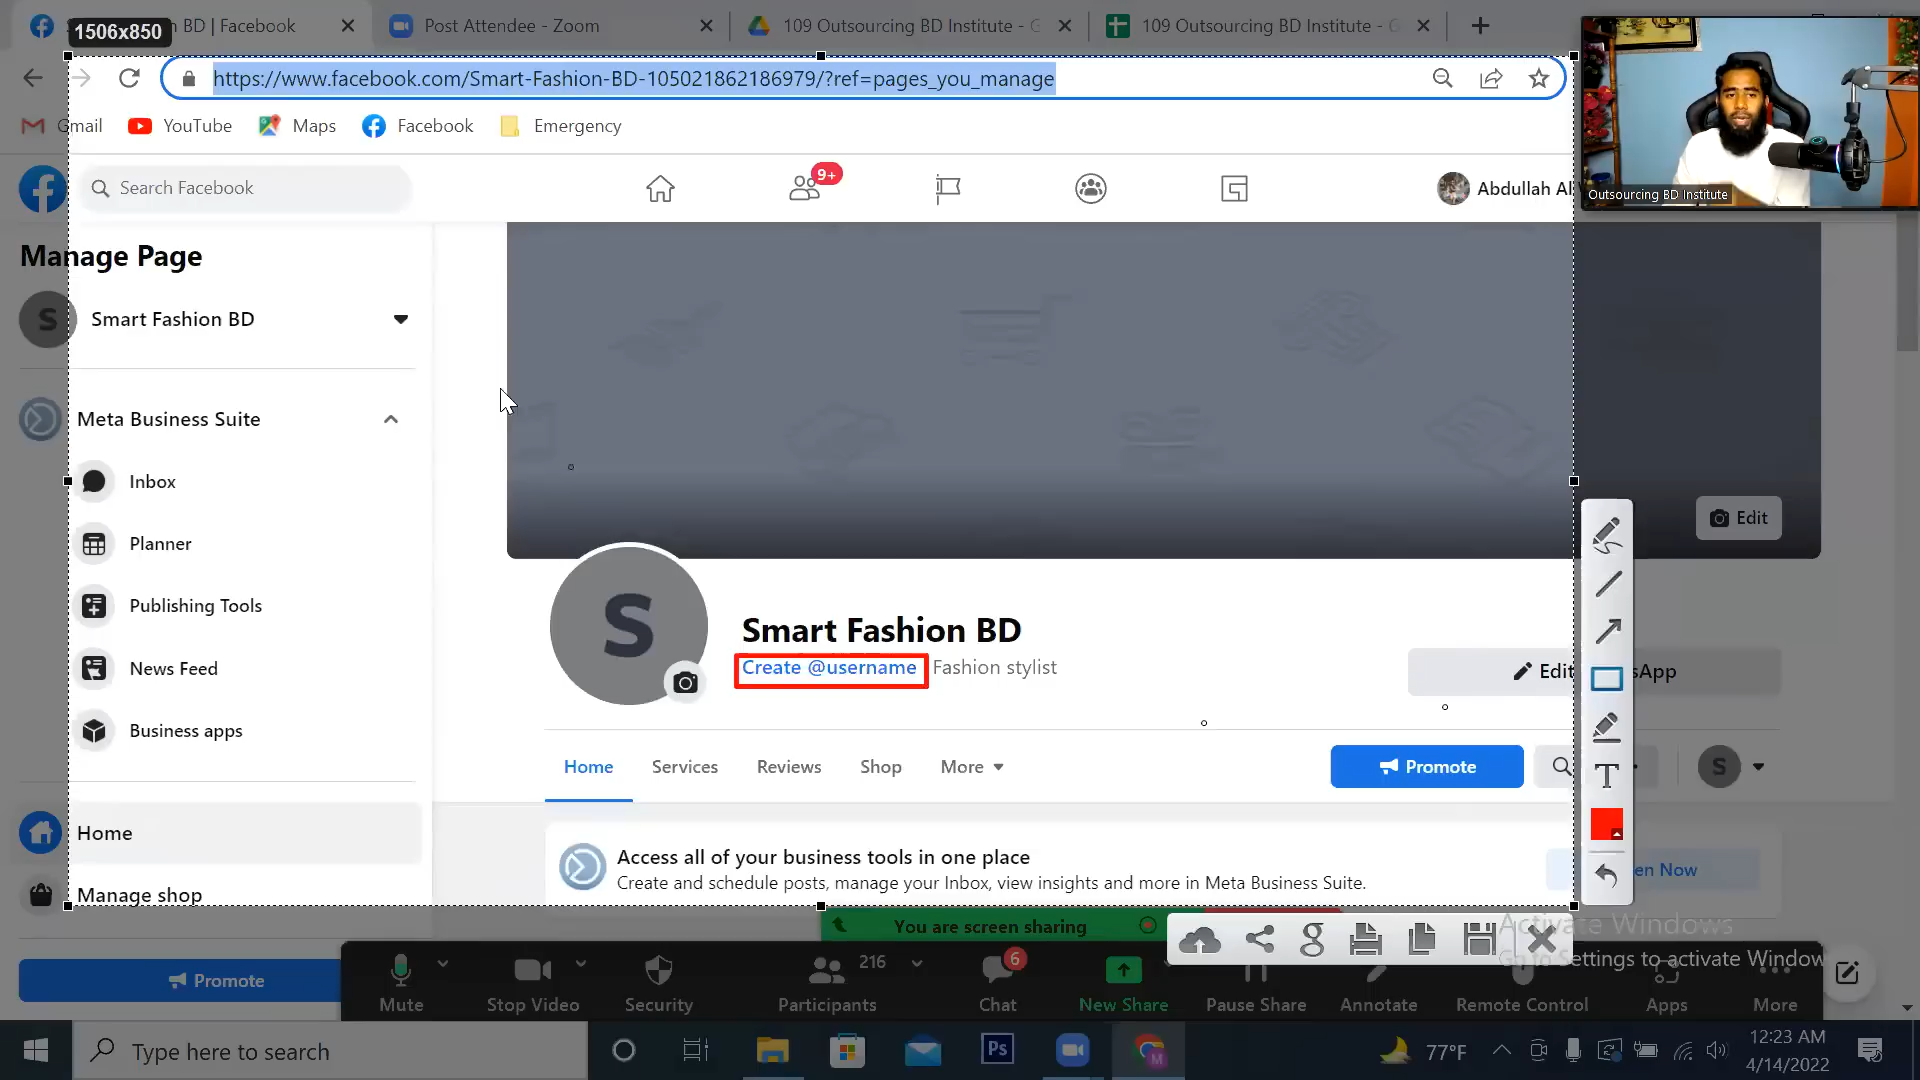 BD | Facebook
Post Attendee - Zoom
109 Outsourcing BD Institute - G
109 Outsourcing BD Institute - G
1506x850
https://www.facebook.com/Smart-Fashion-BD-105021862186979/?ref=pages_you_manage
Gmail
YouTube
Maps
Facebook
Emergency
Outsourcing BD Institute
Search Facebook
9+
Abdullah Al
Manage Page
S
Smart Fashion BD
Meta Business Suite
Inbox
Planner
Publishing Tools
News Feed
Business apps
Home
Manage shop
Promote
Edit
S
Smart Fashion BD
Create @username
Fashion stylist
Edit
sApp
Home
Services
Reviews
Shop
More
Promote
S
T
Access all of your business tools in one place
Create and schedule posts, manage your Inbox, view insights and more in Meta Business Suite.
en Now
You are screen sharing
g
Activate Windows
Go to Settings to activate Window
Mute
Stop Video
Security
216
Participants
6
Chat
New Share
Pause Share
Annotate
Remote Control
Apps
More
Type here to search
Ps
M
77°F
12:23 AM
4/14/2022